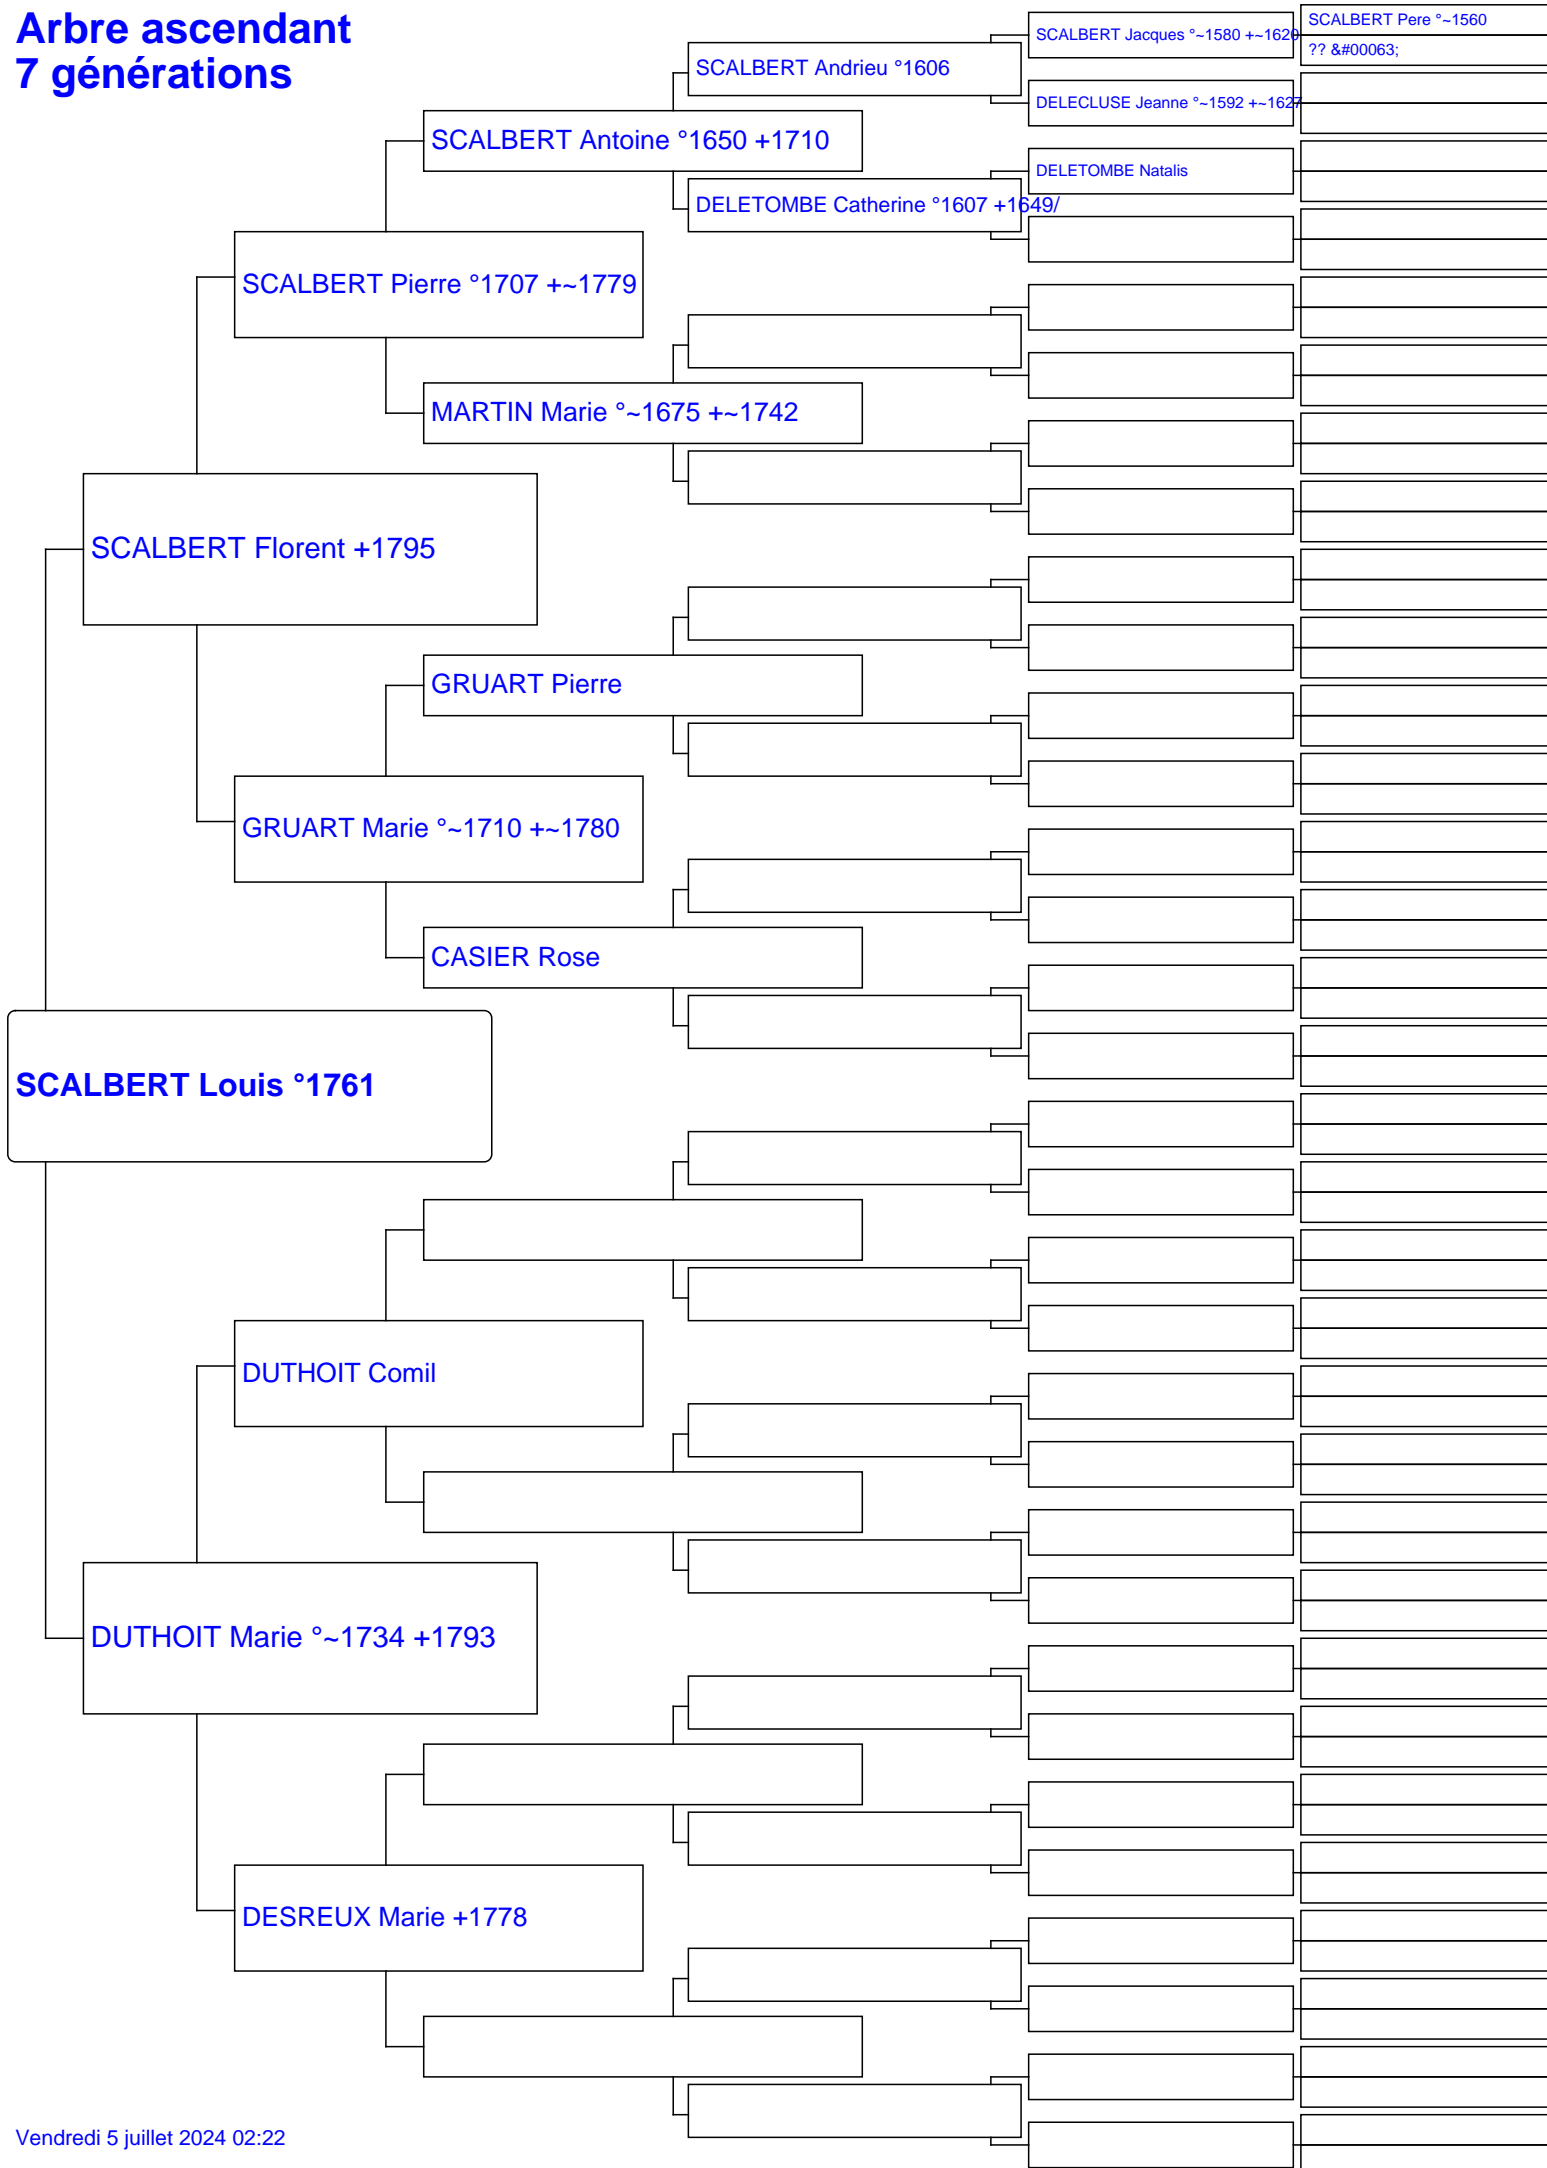 Arbre ascendant
7 générations
SCALBERT Jacques °~1580 +~1620
SCALBERT Pere °~1560
?? &#00063;
SCALBERT Andrieu °1606
DELECLUSE Jeanne °~1592 +~1627
SCALBERT Antoine °1650 +1710
DELETOMBE Natalis
DELETOMBE Catherine °1607 +1649/
SCALBERT Pierre °1707 +~1779
MARTIN Marie °~1675 +~1742
SCALBERT Florent +1795
GRUART Pierre
GRUART Marie °~1710 +~1780
CASIER Rose
SCALBERT Louis °1761
DUTHOIT Comil
DUTHOIT Marie °~1734 +1793
DESREUX Marie +1778
Vendredi 5 juillet 2024 02:22